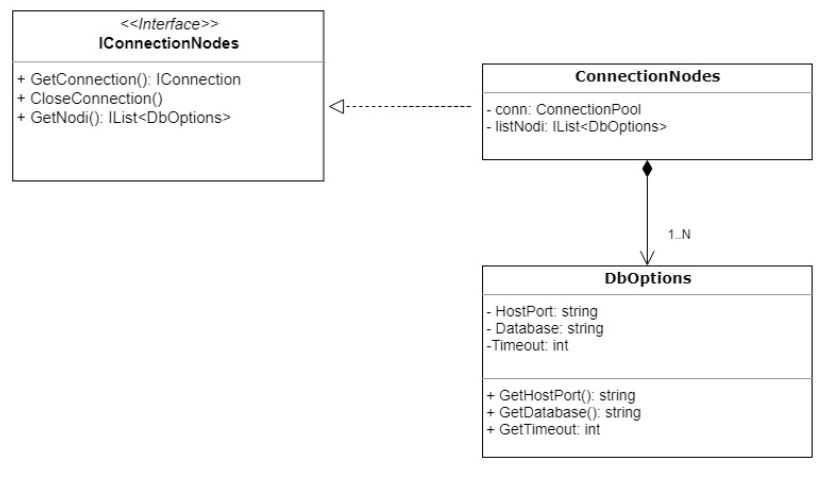 <<Interface>>
IConnectionNodes
+ GetConnection(): IConnection
+ CloseConnection()
+ GetNodi(): IList<DbOptions>
ConnectionNodes
- conn: ConnectionPool
- listNodi: IList<DbOptions>
1..N
DbOptions
- HostPort: string
- Database: string
-Timeout: int
+ GetHostPort(): string
+ GetDatabase(): string
+ GetTimeout: int